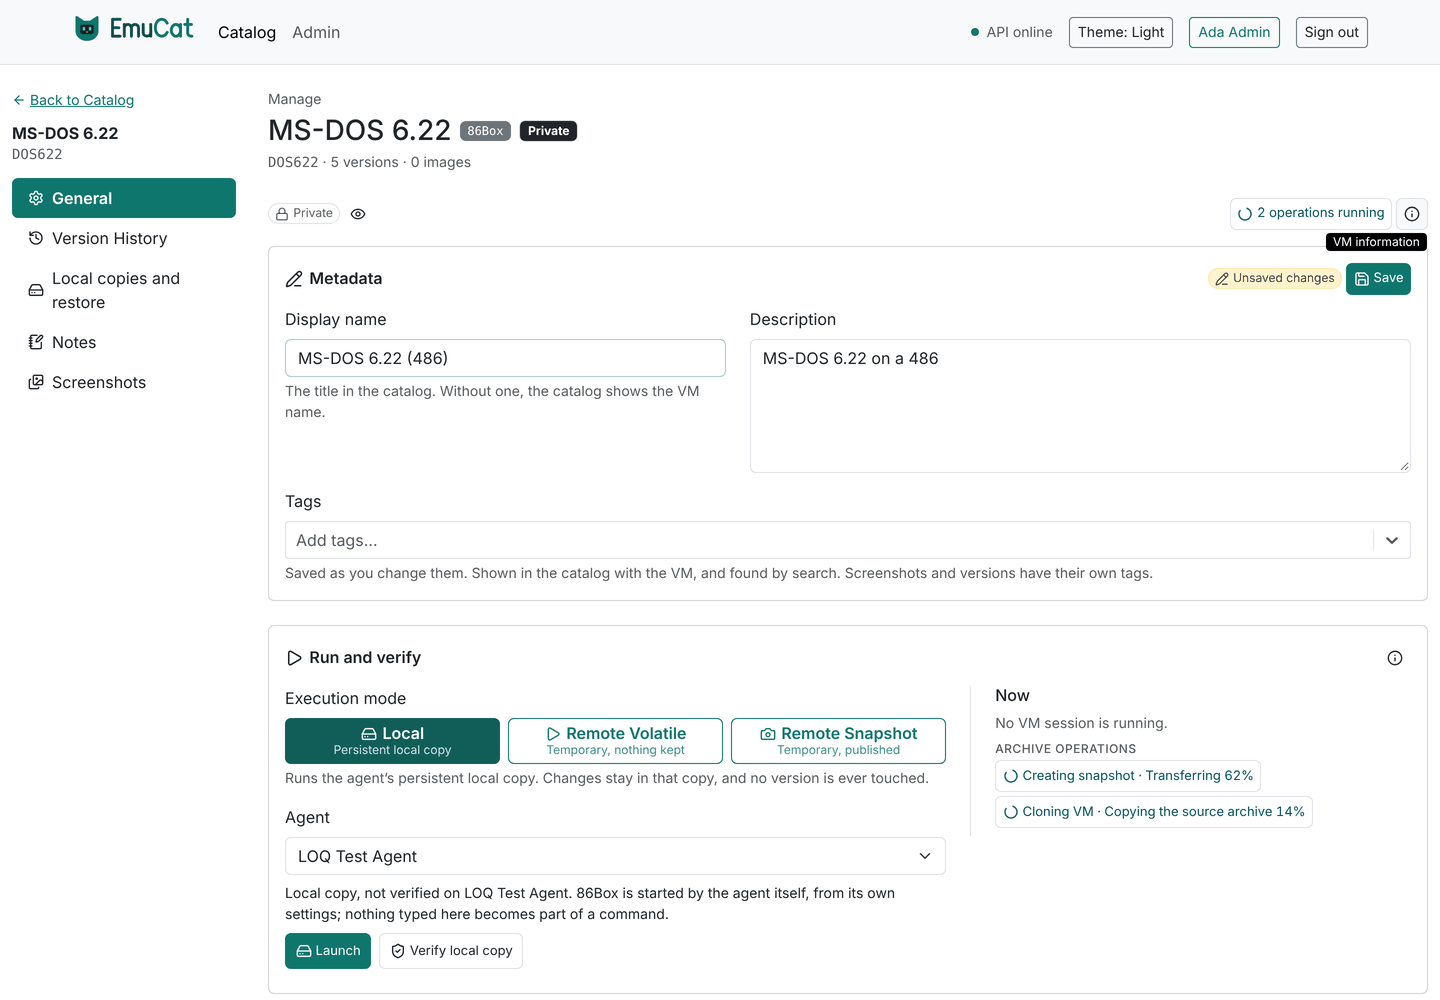 EmuCat
Catalog
Admin
API online
Theme: Light
Ada Admin
Sign out
Back to Catalog
MS-DOS 6.22
DOS622
General
Version History
Local copies and
restore
Notes
Screenshots
Manage
MS-DOS 6.22 86Box Private
DOS622 · 5 versions · 0 images
Private
2 operations running
VM information
Metadata
Unsaved changes
Save
Display name
MS-DOS 6.22 (486)
The title in the catalog. Without one, the catalog shows the VM
name.
Description
MS-DOS 6.22 on a 486
Tags
Add tags...
Saved as you change them. Shown in the catalog with the VM, and found by search. Screenshots and versions have their own tags.
Run and verify
Execution mode
Local
Persistent local copy
Remote Volatile
Temporary, nothing kept
Remote Snapshot
Temporary, published
Runs the agent’s persistent local copy. Changes stay in that copy, and no version is ever touched.
Agent
LOQ Test Agent
Local copy, not verified on LOQ Test Agent. 86Box is started by the agent itself, from its own
settings; nothing typed here becomes part of a command.
Launch
Verify local copy
Now
No VM session is running.
ARCHIVE OPERATIONS
Creating snapshot · Transferring 62%
Cloning VM · Copying the source archive 14%